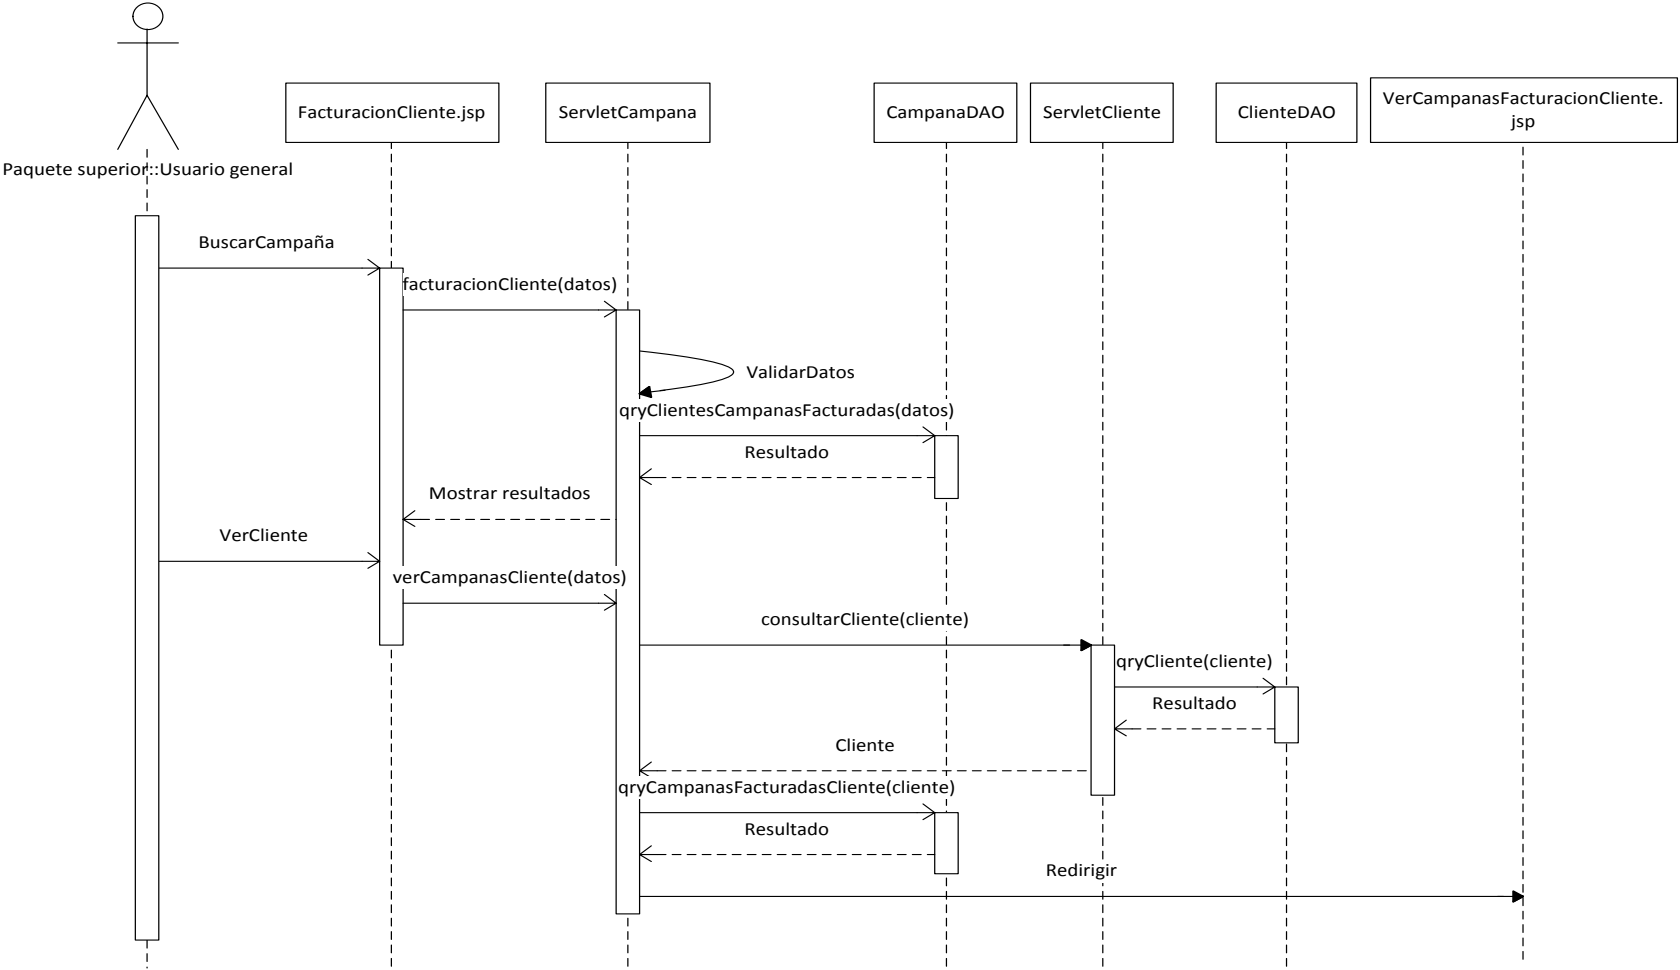 FacturacionCliente.jsp
ServletCampana
CampanaDAO
ServletCliente
ClienteDAO
VerCampanasFacturacionCliente.
jsp
Paquete superior::Usuario general
BuscarCampaña
facturacionCliente(datos)
ValidarDatos
qryClientesCampanasFacturadas(datos)
Resultado
Mostrar resultados
VerCliente
verCampanasCliente(datos)
consultarCliente(cliente)
qryCliente(cliente)
Resultado
Cliente
qryCampanasFacturadasCliente(cliente)
Resultado
Redirigir